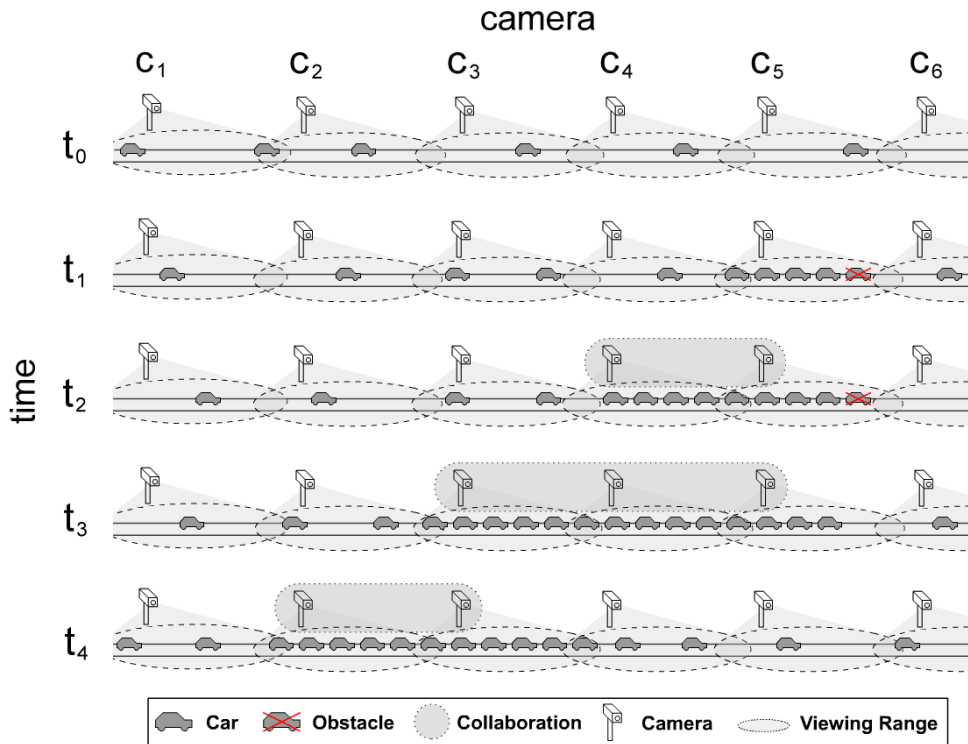 camera
C₁ C₂ C₃ C₄ C₅ C₆
t₀
t₁
time
t₂
t₃
t₄
Car Obstacle Collaboration Camera Viewing Range